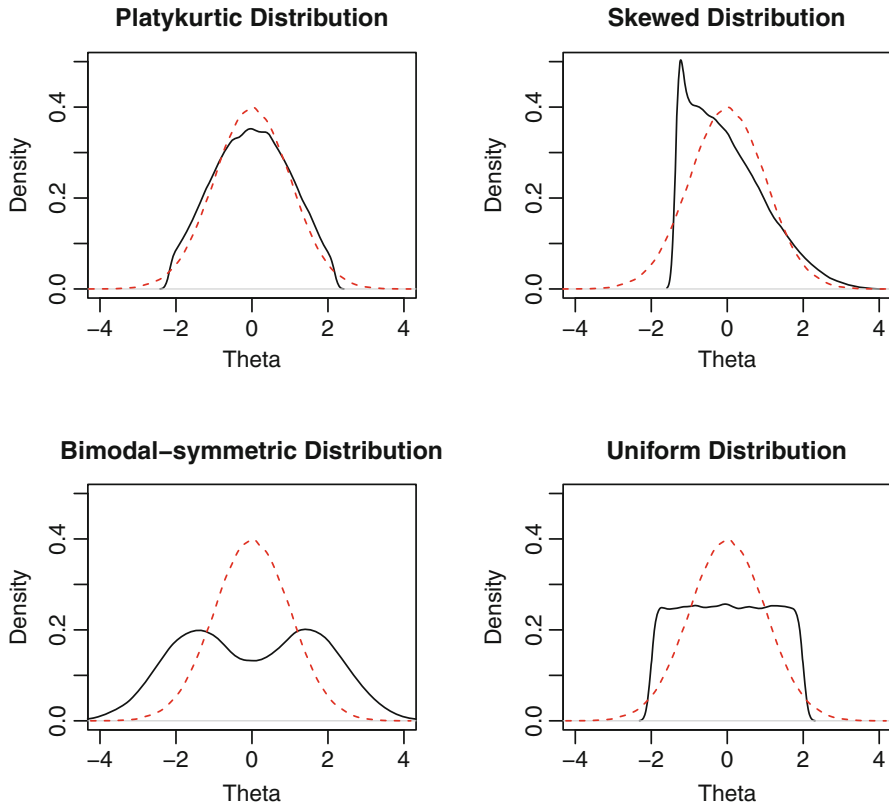 Platykurtic Distribution
Density
0.0 0.2 0.4
−4 −2 0 2 4
Theta
Skewed Distribution
Density
0.0 0.2 0.4
−4 −2 0 2 4
Theta
Bimodal−symmetric Distribution
Density
0.0 0.2 0.4
−4 −2 0 2 4
Theta
Uniform Distribution
Density
0.0 0.2 0.4
−4 −2 0 2 4
Theta